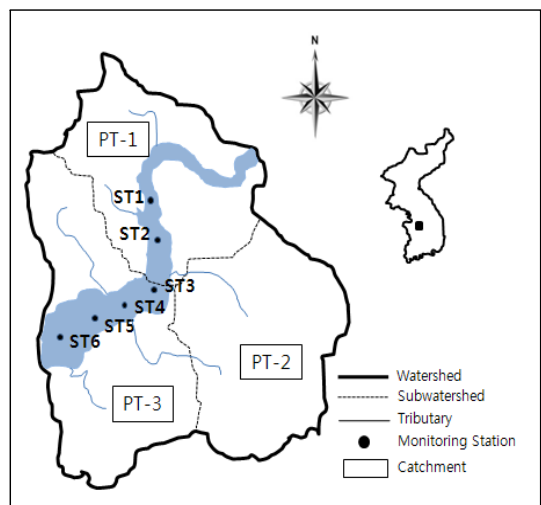 N
PT-1
ST1
ST2
ST3
ST4
ST5
ST6
PT-2
PT-3
Watershed
Subwatershed
Tributary
Monitoring Station
Catchment